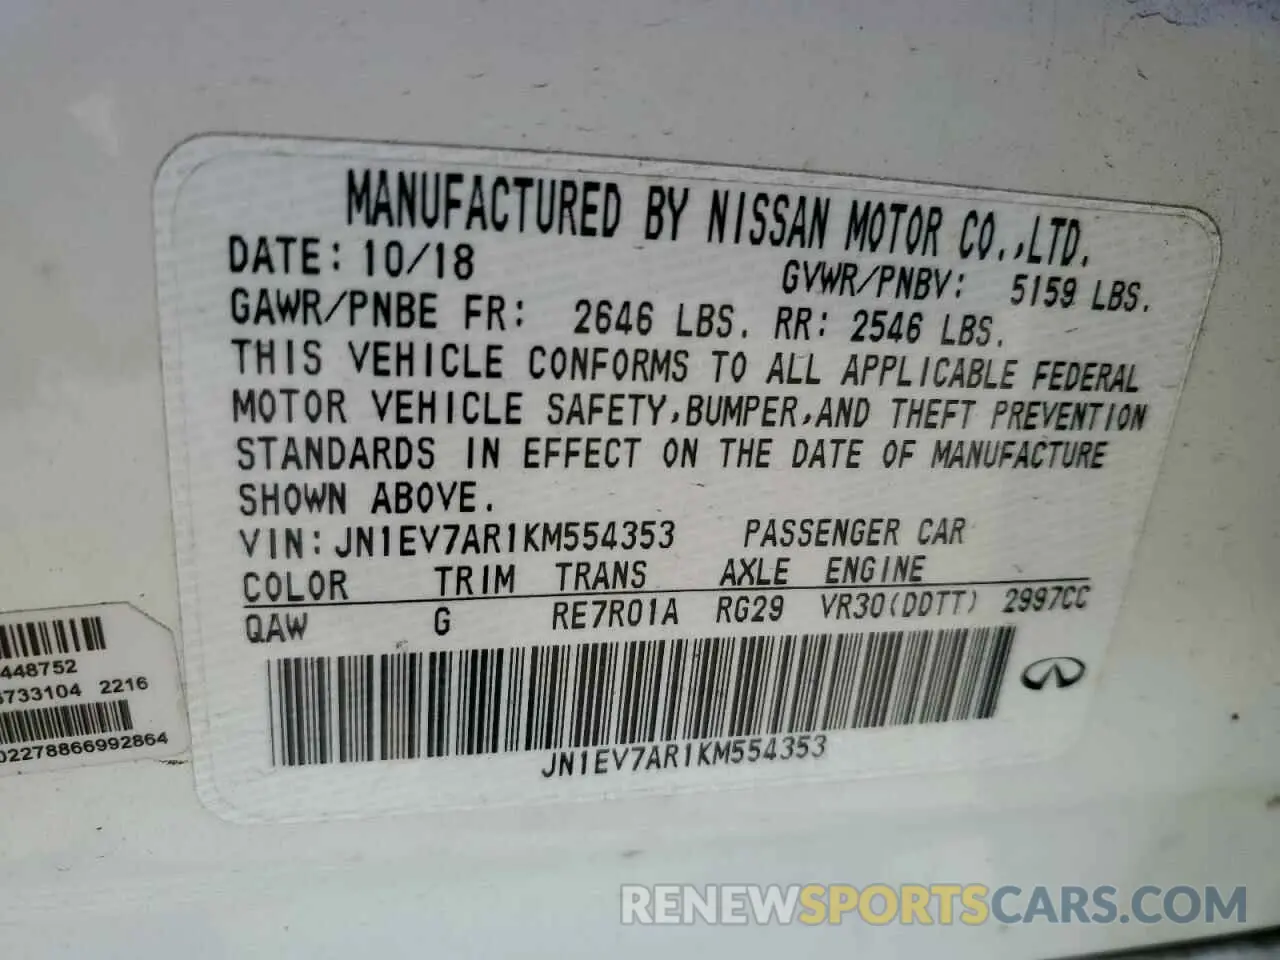 MANUFACTURED BY NISSAN MOTOR CO.,LTD.
DATE: 10/18 GVWR/PNBV: 5159 LBS.
GAWR/PNBE FR: 2646 LBS. RR: 2546 LBS.
THIS VEHICLE CONFORMS TO ALL APPLICABLE FEDERAL
MOTOR VEHICLE SAFETY,BUMPER,AND THEFT PREVENTION
STANDARDS IN EFFECT ON THE DATE OF MANUFACTURE
SHOWN ABOVE.
VIN: JN1EV7AR1KM554353 PASSENGER CAR
COLOR TRIM TRANS AXLE ENGINE
QAW G RE7R01A RG29 VR30(DDTT) 2997CC
JN1EV7AR1KM554353
448752
733104 2216
02278866992864
RENEWSPORTSCARS.COM